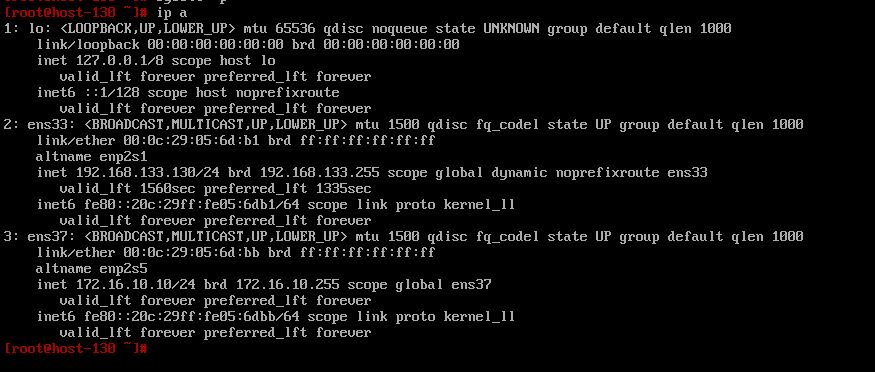 [root@host-130 ~]# ip a
1: lo: <LOOPBACK,UP,LOWER_UP> mtu 65536 qdisc noqueue state UNKNOWN group default qlen 1000
    link/loopback 00:00:00:00:00:00 brd 00:00:00:00:00:00
    inet 127.0.0.1/8 scope host lo
       valid_lft forever preferred_lft forever
    inet6 ::1/128 scope host noprefixroute
       valid_lft forever preferred_lft forever
2: ens33: <BROADCAST,MULTICAST,UP,LOWER_UP> mtu 1500 qdisc fq_codel state UP group default qlen 1000
    link/ether 00:0c:29:05:6d:b1 brd ff:ff:ff:ff:ff:ff
    altname enp2s1
    inet 192.168.133.130/24 brd 192.168.133.255 scope global dynamic noprefixroute ens33
       valid_lft 1560sec preferred_lft 1335sec
    inet6 fe80::20c:29ff:fe05:6db1/64 scope link proto kernel_ll
       valid_lft forever preferred_lft forever
3: ens37: <BROADCAST,MULTICAST,UP,LOWER_UP> mtu 1500 qdisc fq_codel state UP group default qlen 1000
    link/ether 00:0c:29:05:6d:bb brd ff:ff:ff:ff:ff:ff
    altname enp2s5
    inet 172.16.10.10/24 brd 172.16.10.255 scope global ens37
       valid_lft forever preferred_lft forever
    inet6 fe80::20c:29ff:fe05:6dbb/64 scope link proto kernel_ll
       valid_lft forever preferred_lft forever
[root@host-130 ~]#